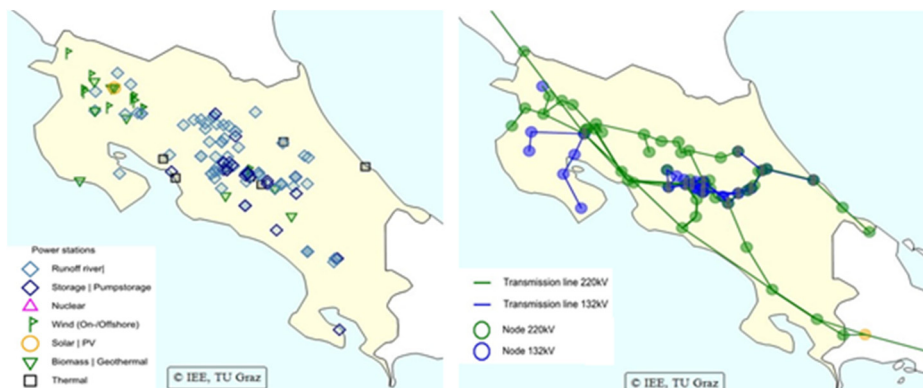 Power stations
Runoff river|
Storage | Pumpstorage
Nuclear
Wind (On-/Offshore)
Solar | PV
Biomass | Geothermal
Thermal
© IEE, TU Graz
Transmission line 220kV
Transmission line 132kV
Node 220kV
Node 132kV
© IEE, TU Graz